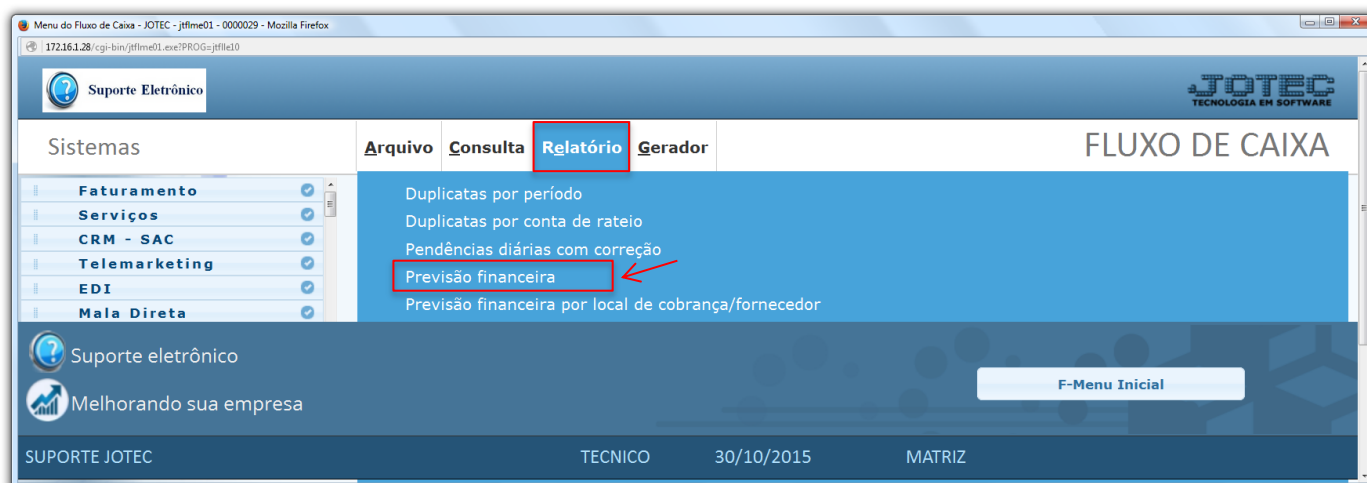 Menu do Fluxo de Caixa - JOTEC - jtflme01 - 0000029 - Mozilla Firefox
172.16.1.28/cgi-bin/jtflme01.exe?PROG=jtflle10
Suporte Eletrônico
JOTEC
TECNOLOGIA EM SOFTWARE
Sistemas
Arquivo Consulta Relatório Gerador
FLUXO DE CAIXA
Faturamento
Serviços
CRM - SAC
Telemarketing
EDI
Mala Direta
Duplicatas por período
Duplicatas por conta de rateio
Pendências diárias com correção
Previsão financeira
Previsão financeira por local de cobrança/fornecedor
Suporte eletrônico
Melhorando sua empresa
F-Menu Inicial
SUPORTE JOTEC TECNICO 30/10/2015 MATRIZ